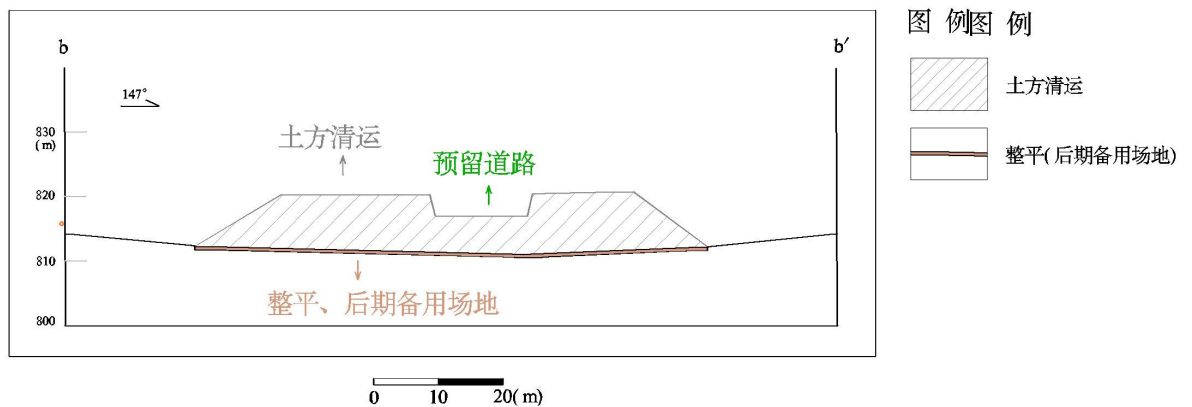 图 例图 例
b
b′
147°
土方清运
830
(m)
土方清运
预留道路
整平(后期备用场地)
820
810
整平、后期备用场地
800
0 10 20(m)